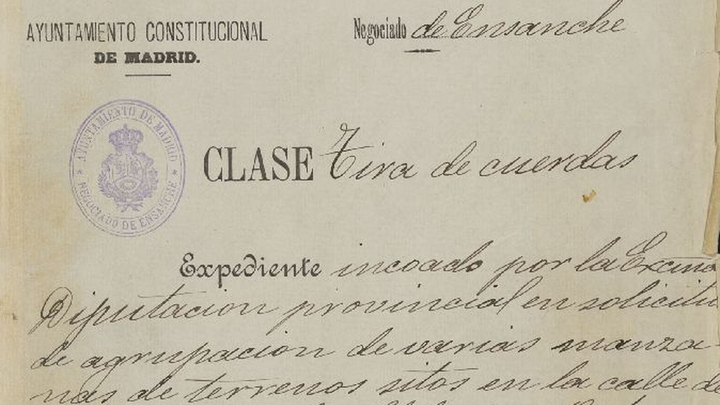 AYUNTAMIENTO CONSTITUCIONAL
DE MADRID.
Negociado de Ensanche
AYUNTAMIENTO DE MADRID
NEGOCIADO DE ENSANCHE
CLASE Tira de cuerdas
Expediente incoado por la Excma
Diputacion provincial en solicitu
de agrupacion de varias manza
nas de terrenos sitos en la calle de